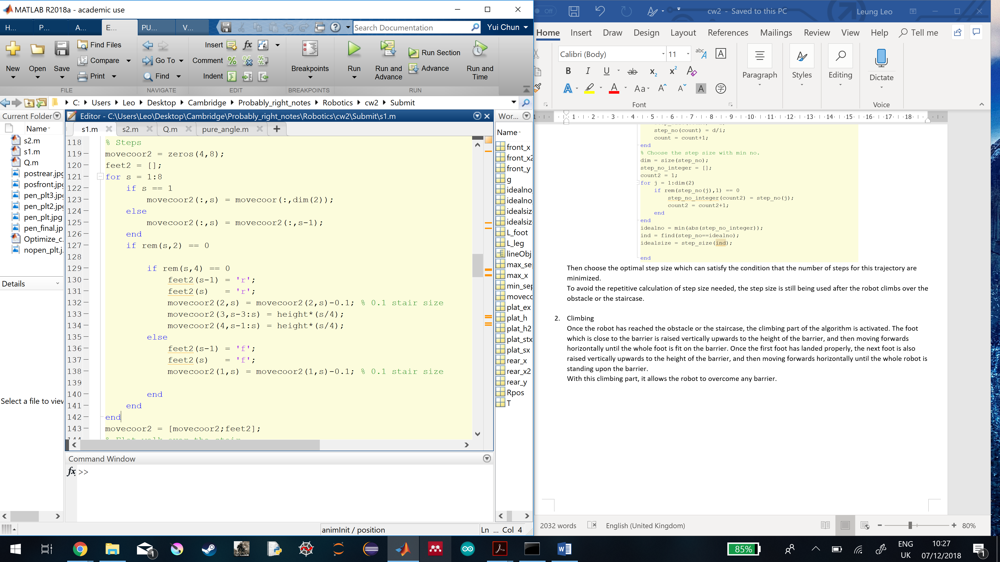 MATLAB R2018a - academic use
H...
P...
A...
E...
PU...
V...
Search Documentation
Yui Chun
New
Open
Save
Find Files
Compare
Print
FILE
Go To
Find
NAVIGATE
Insert
fx
Comment
Indent
EDIT
Breakpoints
BREAKPOINTS
Run
Run and Advance
Run Section
Advance
Run and Time
RUN
C: Users Leo Desktop Cambridge Probably_right_notes Robotics cw2 Submit
Current Folder
Name
s2.m
s1.m
Q.m
postrear.jpg
posfront.jpg
pen_plt3.jpg
pen_plt2.jpg
pen_plt.jpg
pen_final.jp
Optimize_c.
nopen_plt.j.
Details
Select a file to view
Editor - C:\Users\Leo\Desktop\Cambridge\Probably_right_notes\Robotics\cw2\Submit\s1.m
s1.m
s2.m
Q.m
pure_angle.m
118 % Steps
119 movecoor2 = zeros(4,8);
120 feet2 = [];
121 for s = 1:8
122 if s == 1
123 movecoor2(:,s) = movecoor(:,dim(2));
124 else
125 movecoor2(:,s) = movecoor2(:,s-1);
126 end
127 if rem(s,2) == 0
128
129 if rem(s,4) == 0
130 feet2(s-1) = 'r';
131 feet2(s) = 'r';
132 movecoor2(2,s) = movecoor2(2,s)-0.1; % 0.1 stair size
133 movecoor2(3,s-3:s) = height*(s/4);
134 movecoor2(4,s-1:s) = height*(s/4);
135 else
136 feet2(s-1) = 'f';
137 feet2(s) = 'f';
138 movecoor2(1,s) = movecoor2(1,s)-0.1; % 0.1 stair size
139
140 end
141 end
142 end
143 movecoor2 = [movecoor2;feet2];
144 % Flat walk over the stair
Command Window
fx >>
Wor...
Name
front_x
front_x2
front_y
g
idealno
idealno
idealsiz
idealsiz
L_foot
L_leg
lineObj
max_se
max_x
min_sep
movecc
plat_ex
plat_h
plat_h2
plat_stx
plat_sx
rear_x
rear_x2
rear_y
Rpos
T
animInit / position
Ln ... Col 4
Off
cw2 - Saved to this PC
Leung Leo
Home
Insert
Draw
Design
Layout
References
Mailings
Review
View
Help
Tell me
Calibri (Body)
11
abc A
A
B I U ab x₂ x² A
A A Aa A A A 字
Font
Paragraph
Styles
Editing
Dictate
Voice
1 1 2 3 4 5 6 7 8 9 10 11 12 13 14 15 16 17 18
step_no(count) = d/i;
count = count+1;
end
% Choose the step size with min no.
dim = size(step_no);
step_no_integer = [];
count2 = 1;
for j = 1:dim(2)
if rem(step_no(j),1) == 0
step_no_integer(count2) = step_no(j);
count2 = count2+1;
end
end
idealno = min(abs(step_no_integer));
ind = find(step_no==idealno);
idealsize = step_size(ind);
end
Then choose the optimal step size which can satisfy the condition that the number of steps for this trajectory are
minimized.
To avoid the repetitive calculation of step size needed, the step size is still being used after the robot climbs over the
obstacle or the staircase.
2. Climbing
Once the robot has reached the obstacle or the staircase, the climbing part of the algorithm is activated. The foot
which is close to the barrier is raised vertically upwards to the height of the barrier, and then moving forwards
horizontally until the whole foot is fit on the barrier. Once the first foot has landed properly, the next foot is also
raised vertically upwards to the height of the barrier, and then moving forwards horizontally until the whole robot is
standing upon the barrier.
With this climbing part, it allows the robot to overcome any barrier.
2032 words
English (United Kingdom)
80%
1
85%
ENG
UK
10:27
07/12/2018
1